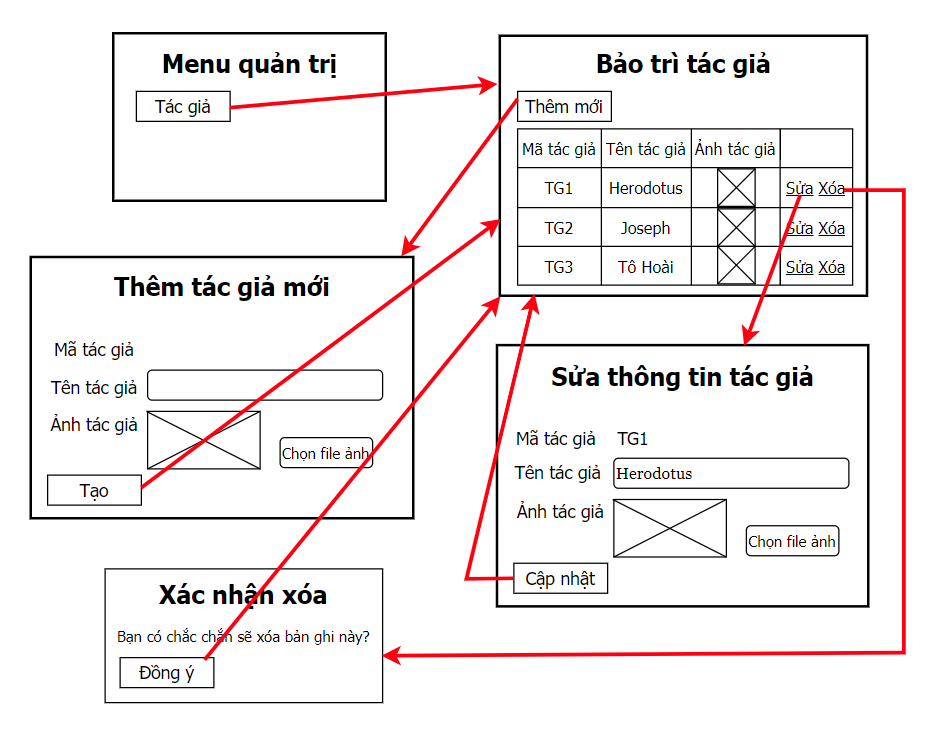 Menu quản trị
Tác giả
Bảo trì tác giả
Thêm mới
Mã tác giả Tên tác giả Ảnh tác giả
TG1 Herodotus Sửa Xóa
TG2 Joseph Sửa Xóa
TG3 Tô Hoài Sửa Xóa
Thêm tác giả mới
Mã tác giả
Tên tác giả
Ảnh tác giả
Chọn file ảnh
Tạo
Sửa thông tin tác giả
Mã tác giả TG1
Tên tác giả Herodotus
Ảnh tác giả
Chọn file ảnh
Cập nhật
Xác nhận xóa
Bạn có chắc chắn sẽ xóa bản ghi này?
Đồng ý